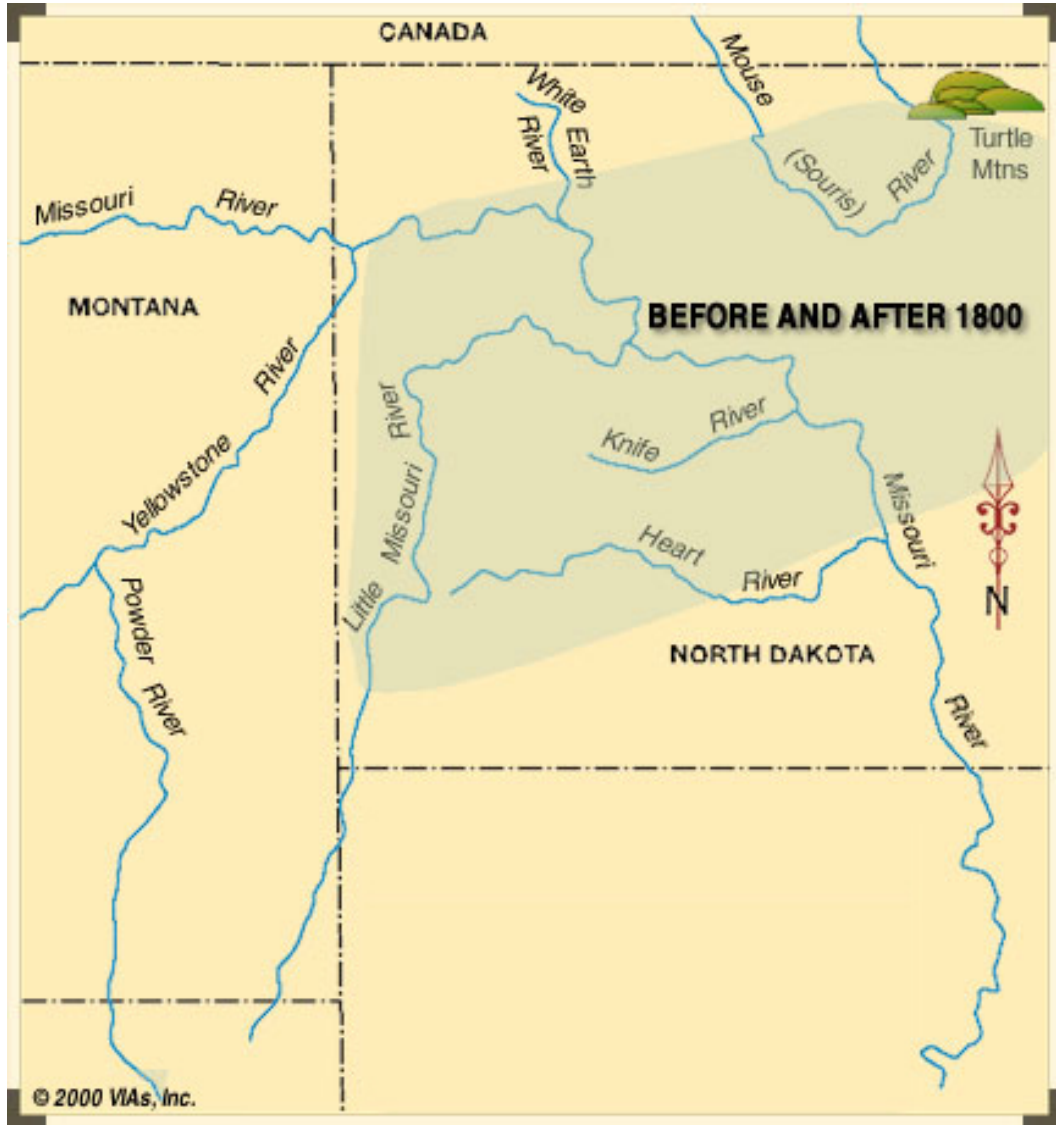 CANADA
Mouse
(Souris)
River
White Earth
River
Turtle
Mtns
Missouri River
MONTANA
BEFORE AND AFTER 1800
Yellowstone River
Little Missouri River
Knife River
Missouri River
Heart River
Powder River
N
NORTH DAKOTA
© 2000 VIAs, Inc.